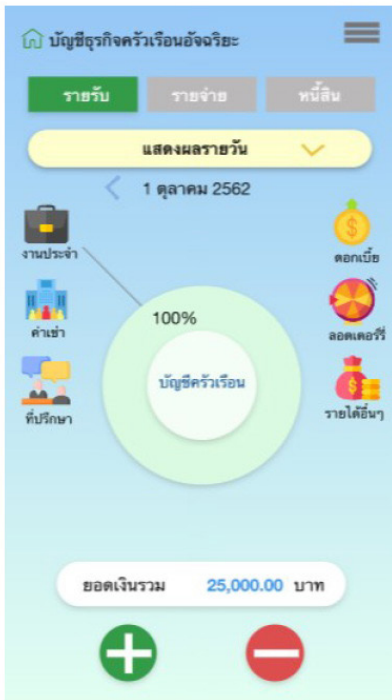 บัญชีธุรกิจครัวเรือนอัจฉริยะ
รายรับ รายจ่าย หนี้สิน
แสดงผลรายวัน
1 ตุลาคม 2562
งานประจำ
ดอกเบี้ย
100%
ค่าเช่า
ลอตเตอร์รี่
บัญชีครัวเรือน
ที่ปรึกษา
รายได้อื่นๆ
ยอดเงินรวม 25,000.00 บาท